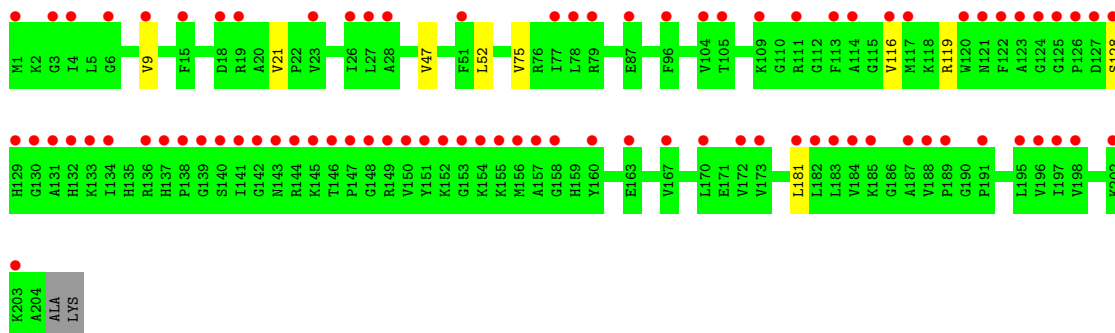 M1 K2 G3 I4 L5 G6 V9 F15 D18 R19 A20 V21 P22 V23 I26 L27 A28 V47 F51 L52 V75 R76 I77 L78 R79 E87 F96 V104 T105 K109 G110 R111 G112 F113 A114 G115 V116 M117 K118 R119 W120 N121 F122 A123 G124 G125 P126 D127 S128
H129 G130 A131 H132 K133 I134 H135 R136 H137 P138 G139 S140 I141 G142 N143 R144 K145 T146 P147 G148 R149 V150 Y151 K152 G153 K154 K155 M156 A157 G158 H159 Y160 E163 V167 L170 E171 V172 V173 L181 L182 L183 V184 K185 G186 A187 V188 P189 G190 P191 L195 V196 I197 V198 K202
K203 A204 ALA LYS